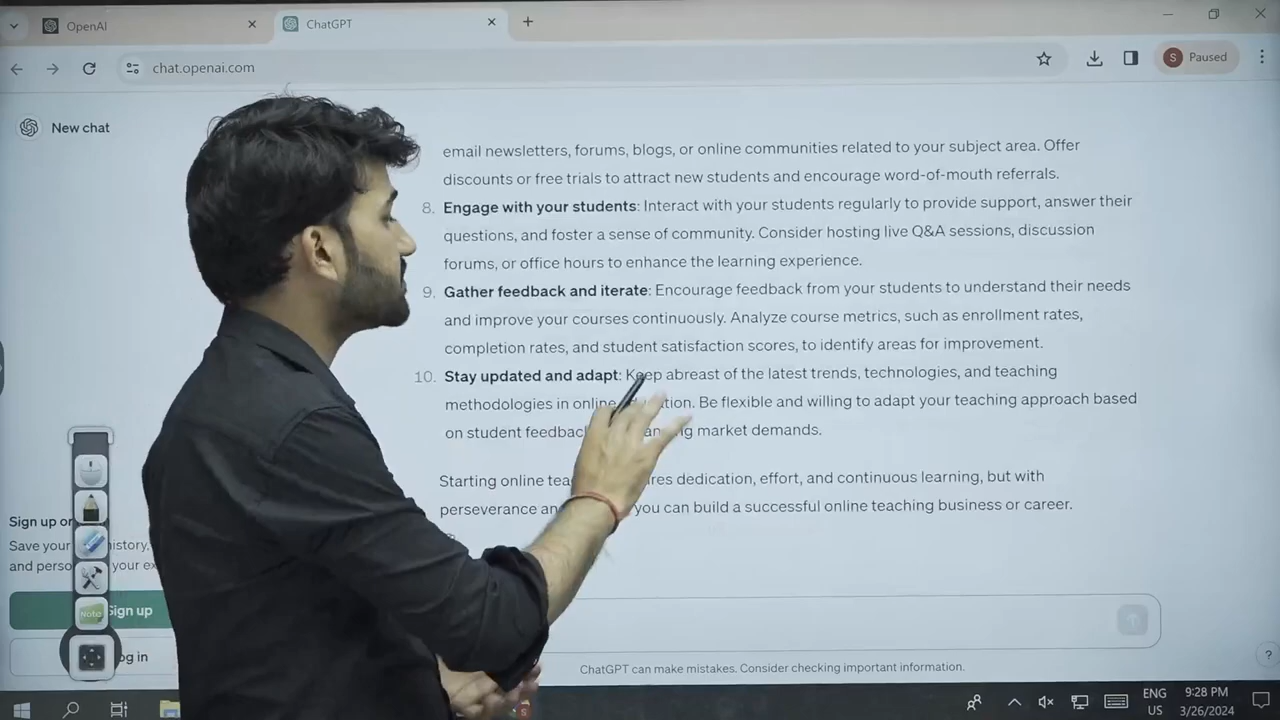 OpenAI
ChatGPT
chat.openai.com
S Paused
New chat
email newsletters, forums, blogs, or online communities related to your subject area. Offer
discounts or free trials to attract new students and encourage word-of-mouth referrals.
8. Engage with your students: Interact with your students regularly to provide support, answer their
questions, and foster a sense of community. Consider hosting live Q&A sessions, discussion
forums, or office hours to enhance the learning experience.
9. Gather feedback and iterate: Encourage feedback from your students to understand their needs
and improve your courses continuously. Analyze course metrics, such as enrollment rates,
completion rates, and student satisfaction scores, to identify areas for improvement.
10. Stay updated and adapt: Keep abreast of the latest trends, technologies, and teaching
methodologies in online. Be flexible and willing to adapt your teaching approach based
on student market demands.
Starting online dedication, effort, and continuous learning, but with
perseverance you can build a successful online teaching business or career.
Sign up or
Save your history,
and your
Note
Sign up
ChatGPT can make mistakes. Consider checking important information.
?
ENG
US
9:28 PM
3/26/2024